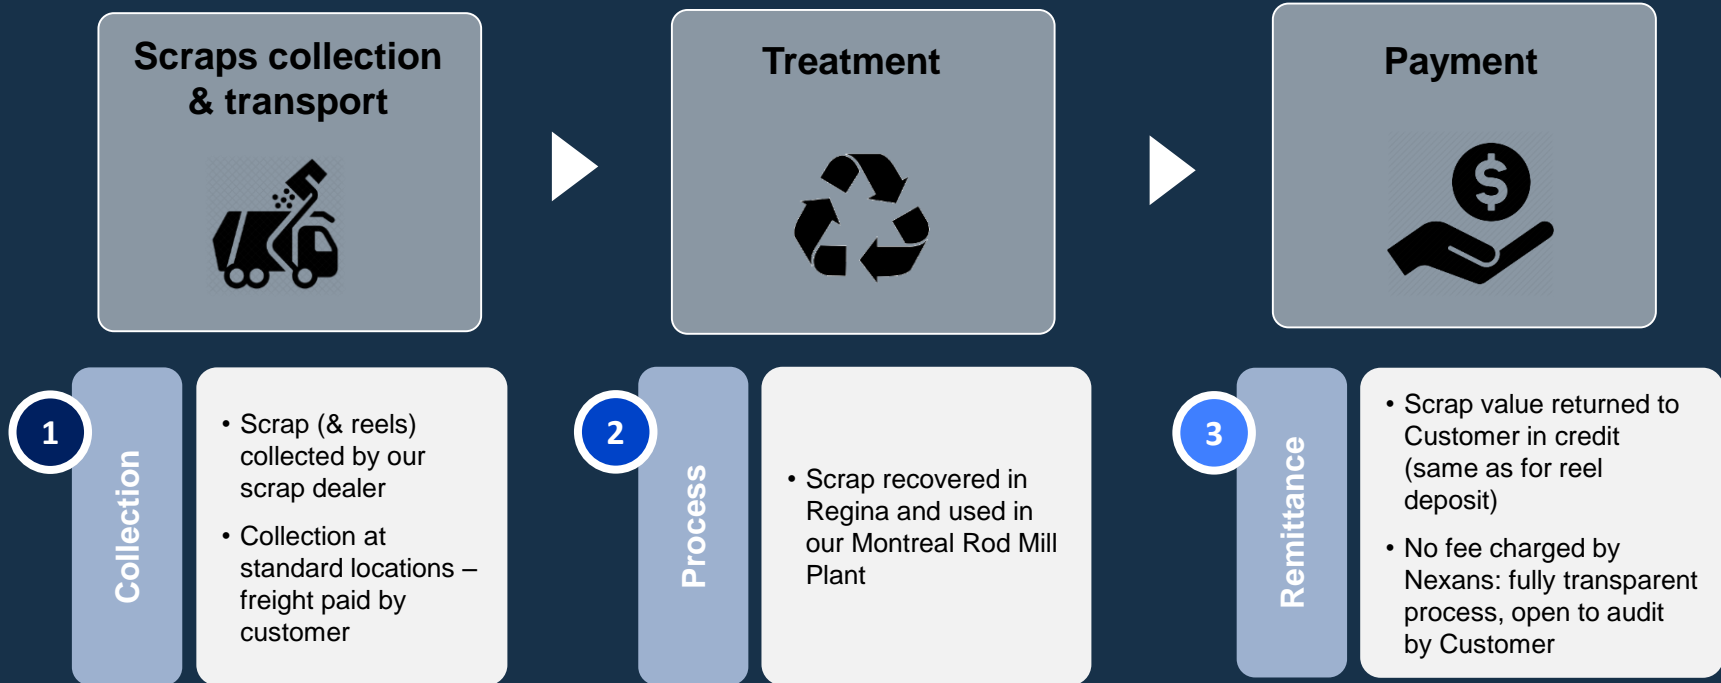 Scraps collection
& transport
Treatment
Payment
$
1
Collection
• Scrap (& reels)
collected by our
scrap dealer
• Collection at
standard locations –
freight paid by
customer
2
Process
• Scrap recovered in
Regina and used in
our Montreal Rod Mill
Plant
3
Remittance
• Scrap value returned to
Customer in credit
(same as for reel
deposit)
• No fee charged by
Nexans: fully transparent
process, open to audit
by Customer